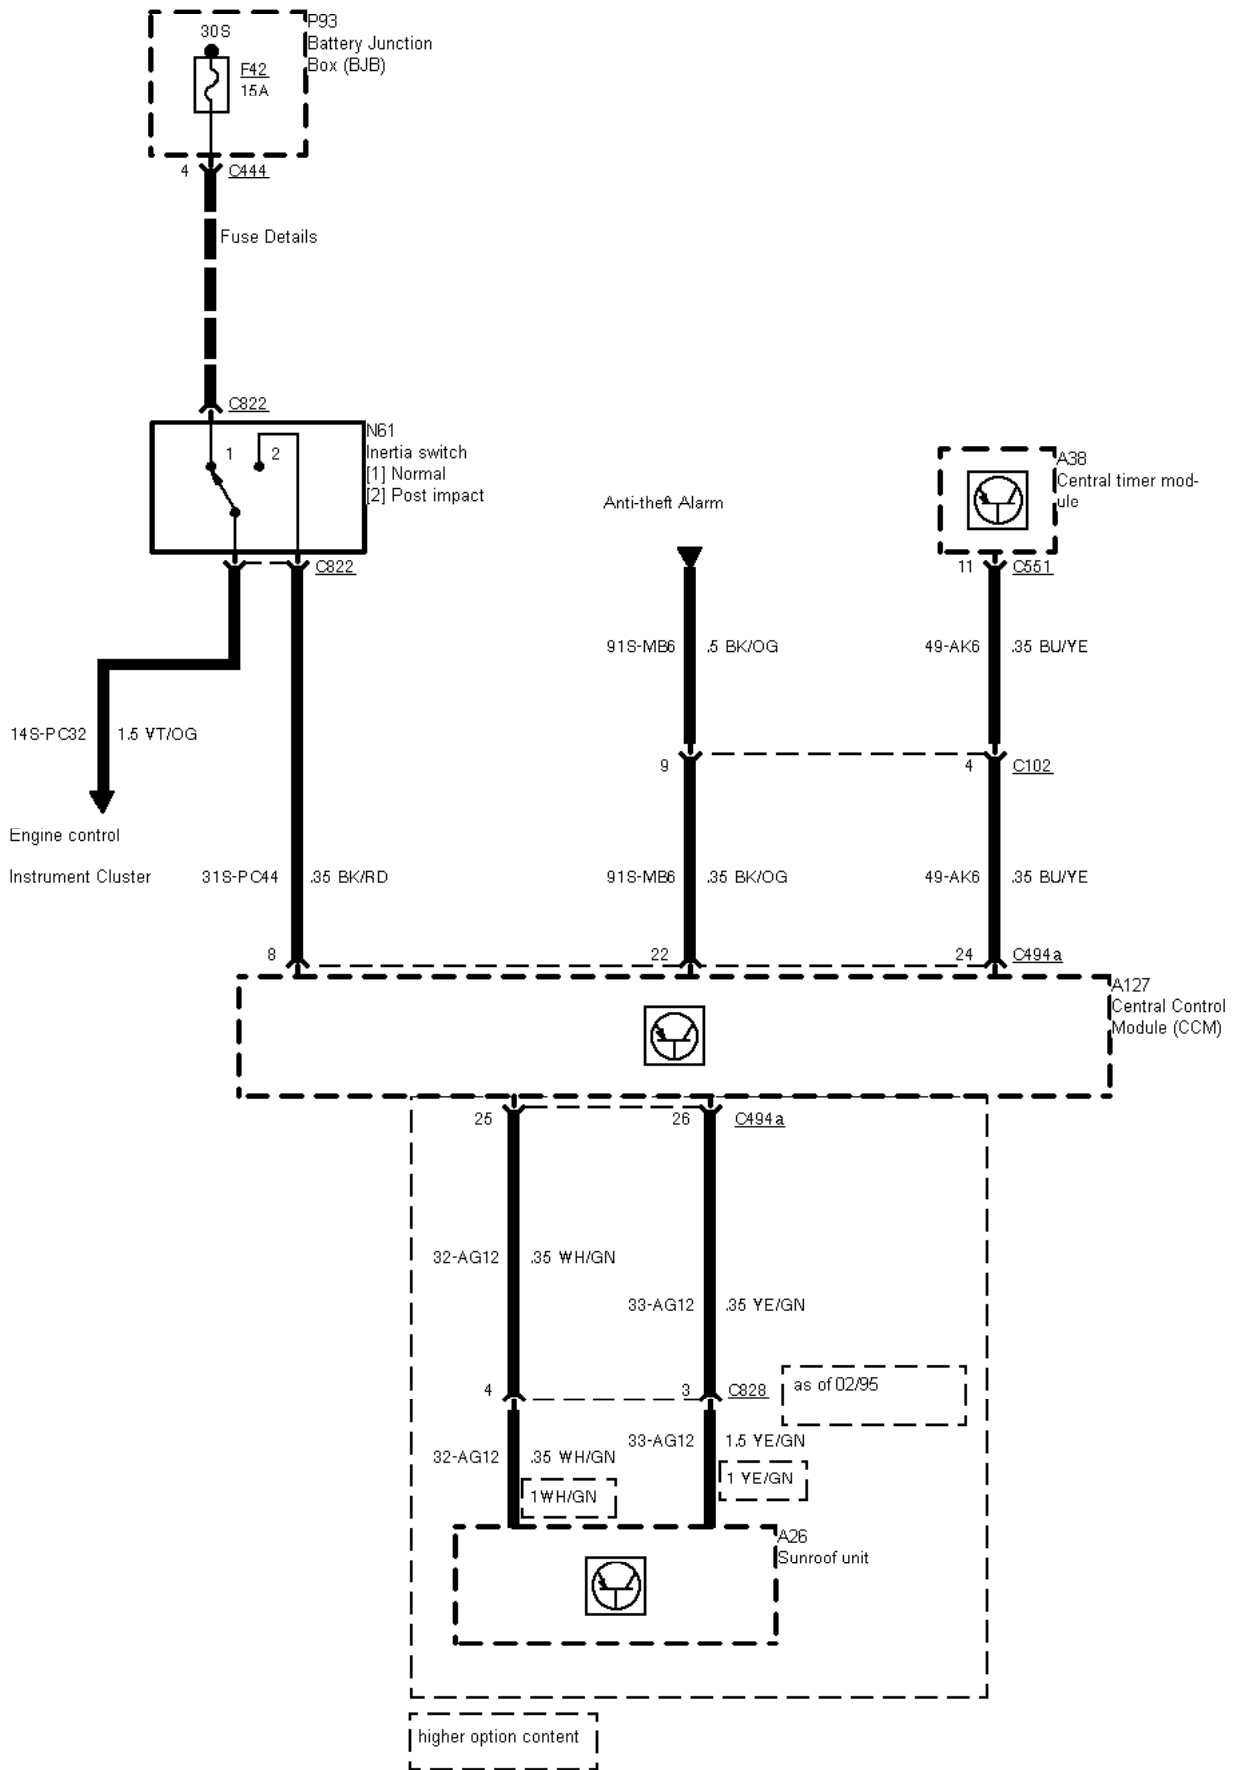 30S
P93
Battery Junction
Box (BJB)
F42
15A
4 C444
Fuse Details
C822
N61
Inertia switch
[1] Normal
[2] Post impact
1 2
C822
Anti-theft Alarm
A38
Central timer mod-
ule
11 C551
91S-MB6 .5 BK/OG
49-AK6 .35 BU/YE
14S-PC32 1.5 VT/OG
9 4 C102
Engine control
Instrument Cluster
31S-PC44 .35 BK/RD
91S-MB6 .35 BK/OG
49-AK6 .35 BU/YE
8 22 24 C494a
A127
Central Control
Module (CCM)
25 26 C494a
32-AG12 .35 WH/GN
33-AG12 .35 YE/GN
4 3 C828
as of 02/95
33-AG12 1.5 YE/GN
32-AG12 .35 WH/GN
1 YE/GN
1WH/GN
A26
Sunroof unit
higher option content